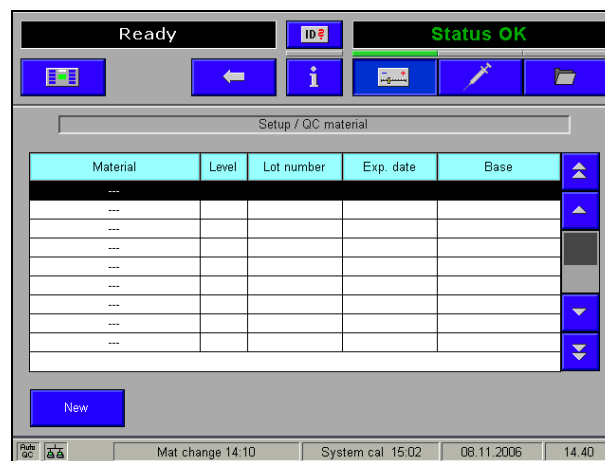 Ready
ID?
Status OK
i
Setup / QC material
Material Level Lot number Exp. date Base
---
---
---
---
---
---
---
---
---
New
Auto QC Mat change 14:10 System cal 15:02 08.11.2006 14.40